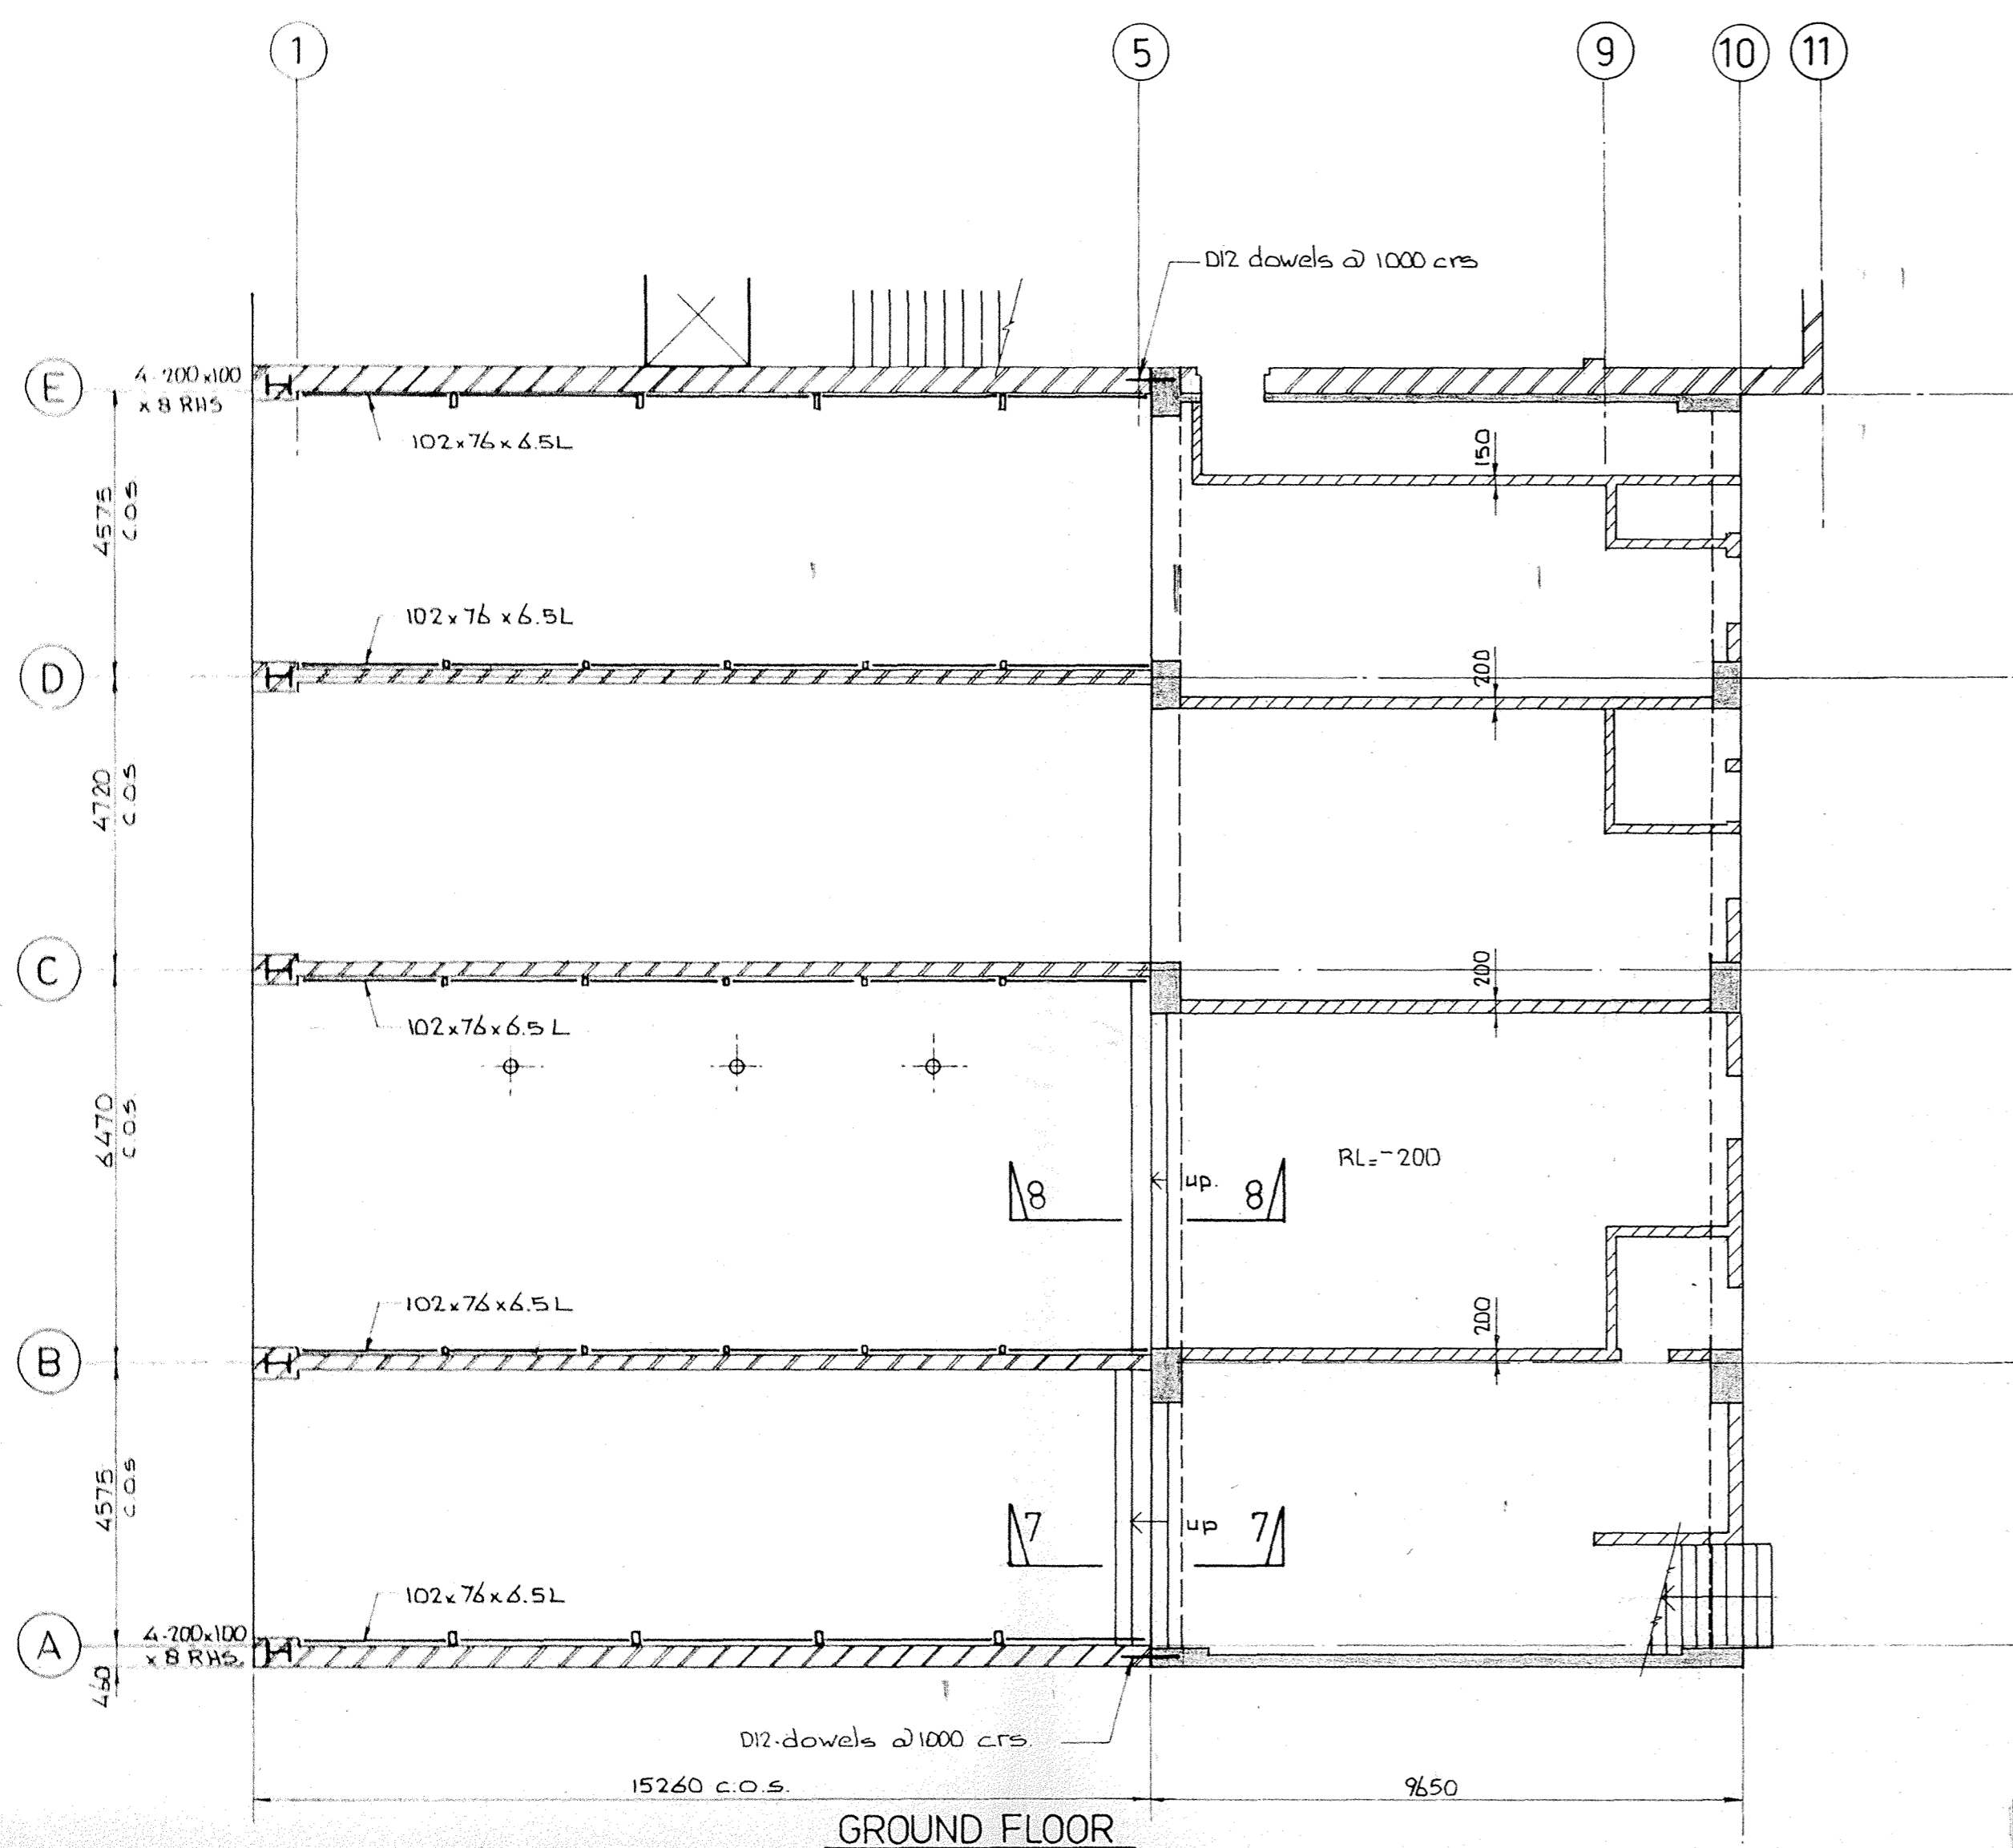 1
5
9
10
11
D12 dowels @ 1000 crs
E
4-200x100
x 8 RHS
102x76x6.5L
150
4575
C.O.S
102x76x6.5L
D
200
4720
C.O.S
C
200
102x76x6.5L
6470
C.O.S
RL=-200
8
up.
8
102x76x6.5L
200
B
4575
C.O.S
7
up
7
102x76x6.5L
A
4-200x100
x 8 RHS.
460
D12-dowels @ 1000 crs.
15260 C.O.S.
9650
GROUND FLOOR